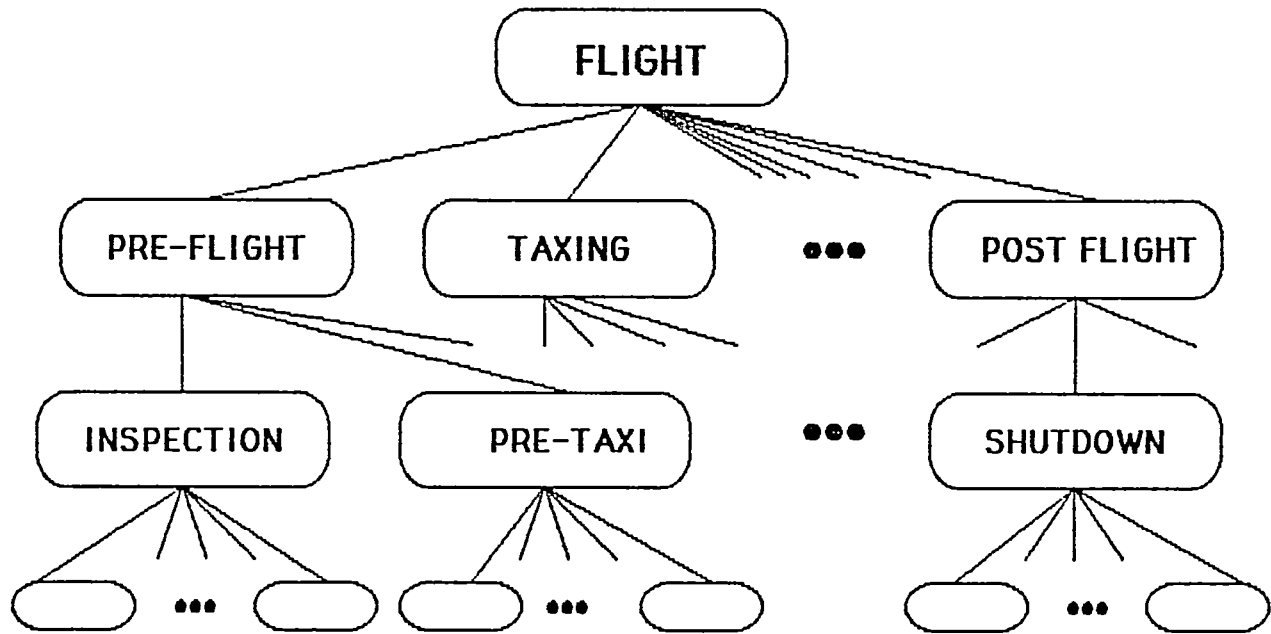 FLIGHT
PRE-FLIGHT
TAXING
POST FLIGHT
INSPECTION
PRE-TAXI
SHUTDOWN